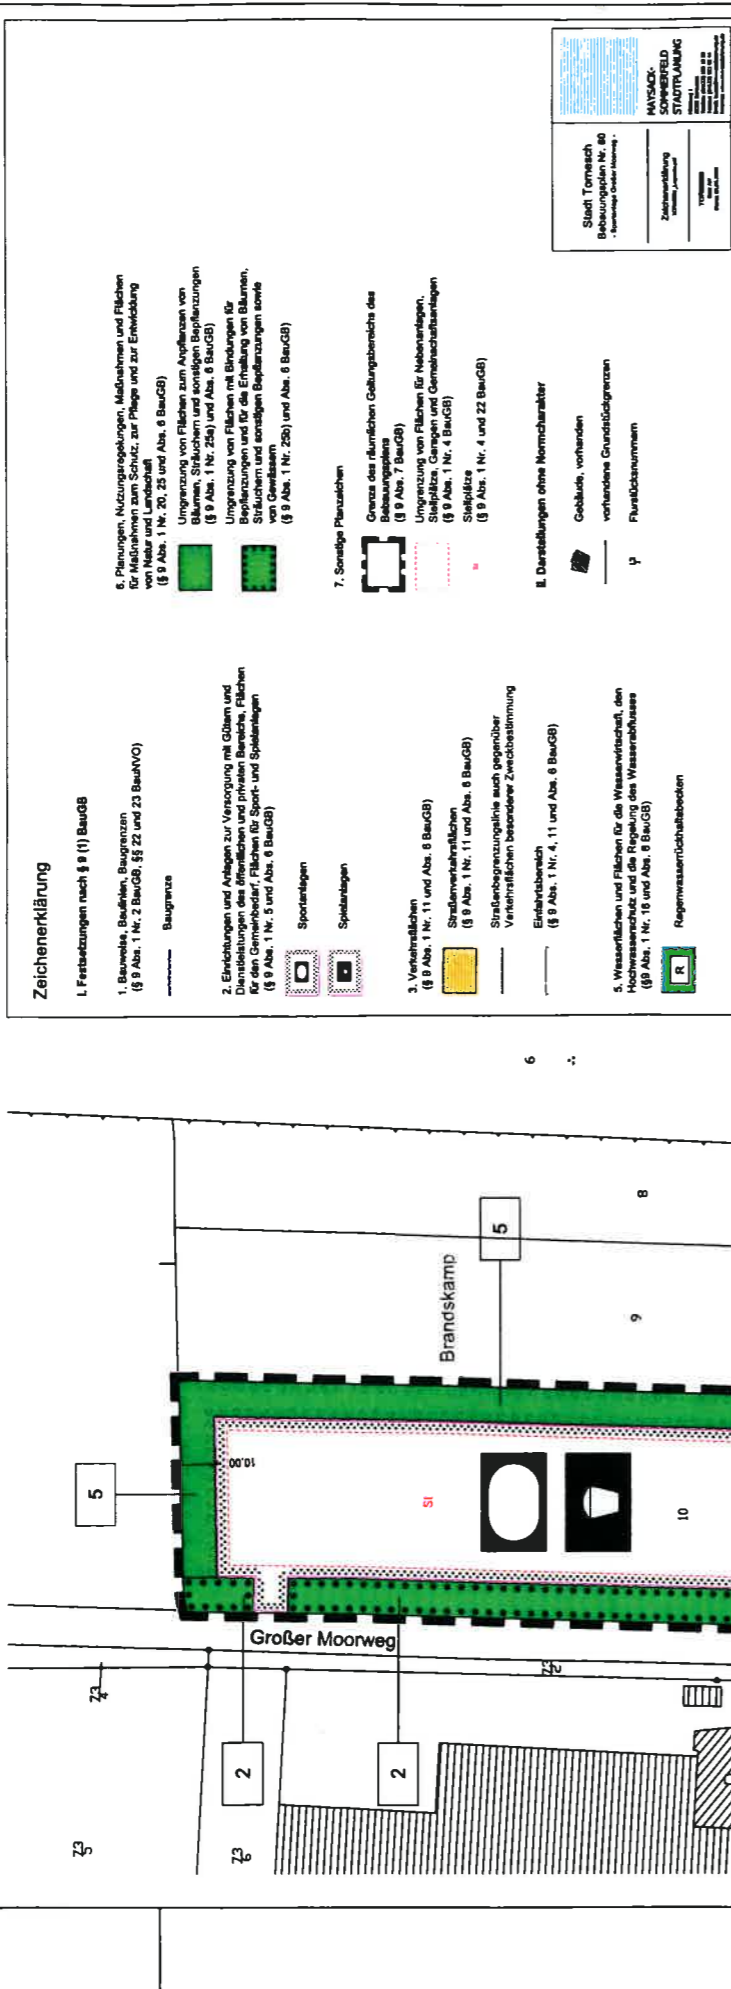 Zeichenerklärung
I. Festsetzungen nach § 9 (1) BauGB
1. Bauweise, Baulinien, Baugrenzen
(§ 9 Abs. 1 Nr. 2 BauGB, §§ 22 und 23 BauNVO)
Baugrenze
2. Einrichtungen und Anlagen zur Versorgung mit Gütern und
Dienstleistungen des öffentlichen und privaten Bereichs, Flächen
für den Gemeinbedarf, Flächen für Sport- und Spielanlagen
(§ 9 Abs. 1 Nr. 5 und Abs. 6 BauGB)
Sportanlagen
Spielanlagen
3. Verkehrsflächen
(§ 9 Abs. 1 Nr. 11 und Abs. 6 BauGB)
Straßenverkehrsflächen
(§ 9 Abs. 1 Nr. 11 und Abs. 6 BauGB)
Straßenbegrenzungslinie auch gegenüber
Verkehrsflächen besonderer Zweckbestimmung
Einfahrtsbereich
(§ 9 Abs. 1 Nr. 4, 11 und Abs. 6 BauGB)
5. Wasserflächen und Flächen für die Wasserwirtschaft, den
Hochwasserschutz und die Regelung des Wasserabflusses
(§9 Abs. 1 Nr. 16 und Abs. 6 BauGB)
R
Regenwasserrückhaltebecken
6. Planungen, Nutzungsregelungen, Maßnahmen und Flächen
für Maßnahmen zum Schutz, zur Pflege und zur Entwicklung
von Natur und Landschaft
(§ 9 Abs. 1 Nr. 20, 25 und Abs. 6 BauGB)
Umgrenzung von Flächen zum Anpflanzen von
Bäumen, Sträuchern und sonstigen Bepflanzungen
(§ 9 Abs. 1 Nr. 25a) und Abs. 6 BauGB)
Umgrenzung von Flächen mit Bindungen für
Bepflanzungen und für die Erhaltung von Bäumen,
Sträuchern und sonstigen Bepflanzungen sowie
von Gewässern
(§ 9 Abs. 1 Nr. 25b) und Abs. 6 BauGB)
7. Sonstige Planzeichen
Grenze des räumlichen Geltungsbereichs des
Bebauungsplans
(§ 9 Abs. 7 BauGB)
Umgrenzung von Flächen für Nebenanlagen,
Stellplätze, Garagen und Gemeinschaftsanlagen
(§ 9 Abs. 1 Nr. 4 BauGB)
St
Stellplätze
(§ 9 Abs. 1 Nr. 4 und 22 BauGB)
II. Darstellungen ohne Normcharakter
Gebäude, vorhanden
vorhandene Grundstücksgrenzen
Flurstücksnummern
Stadt Tornesch
Bebauungsplan Nr. 80
- Sportanlage Großer Moorweg -
Zeichenerklärung
MAYSACK-
SOMMERFELD
STADTPLANUNG
6
8
9
Brandskamp
5
5
10.00
St
10
Großer Moorweg
2
2
73/4
73/2
73/5
73/6